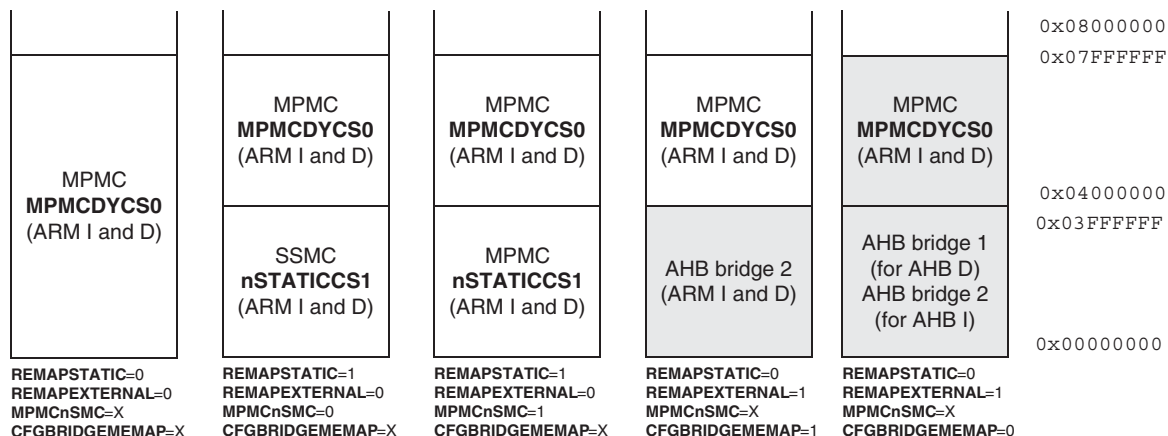 MPMC
MPMCDYCS0
(ARM I and D)
REMAPSTATIC=0
REMAPEXTERNAL=0
MPMCnSMC=X
CFGBRIDGEMEMAP=X
MPMC
MPMCDYCS0
(ARM I and D)
SSMC
nSTATICCS1
(ARM I and D)
REMAPSTATIC=1
REMAPEXTERNAL=0
MPMCnSMC=0
CFGBRIDGEMEMAP=X
MPMC
MPMCDYCS0
(ARM I and D)
MPMC
nSTATICCS1
(ARM I and D)
REMAPSTATIC=1
REMAPEXTERNAL=0
MPMCnSMC=1
CFGBRIDGEMEMAP=X
MPMC
MPMCDYCS0
(ARM I and D)
AHB bridge 2
(ARM I and D)
REMAPSTATIC=0
REMAPEXTERNAL=1
MPMCnSMC=X
CFGBRIDGEMEMAP=1
MPMC
MPMCDYCS0
(ARM I and D)
AHB bridge 1
(for AHB D)
AHB bridge 2
(for AHB I)
REMAPSTATIC=0
REMAPEXTERNAL=1
MPMCnSMC=X
CFGBRIDGEMEMAP=0
0x08000000
0x07FFFFFF
0x04000000
0x03FFFFFF
0x00000000